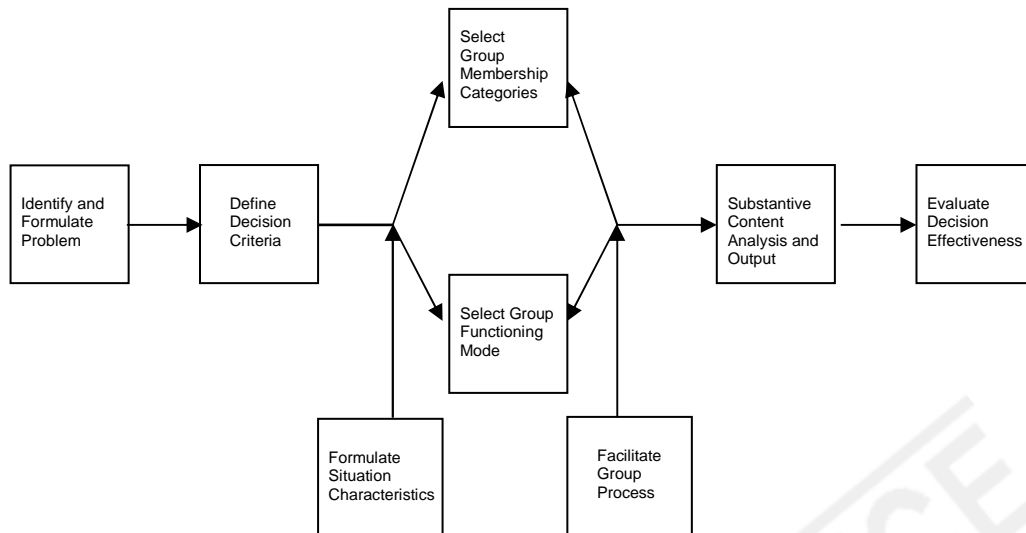 Select
Group
Membership
Categories
Identify and
Formulate
Problem
Define
Decision
Criteria
Substantive
Content
Analysis and
Output
Evaluate
Decision
Effectiveness
Select Group
Functioning
Mode
Formulate
Situation
Characteristics
Facilitate
Group
Process